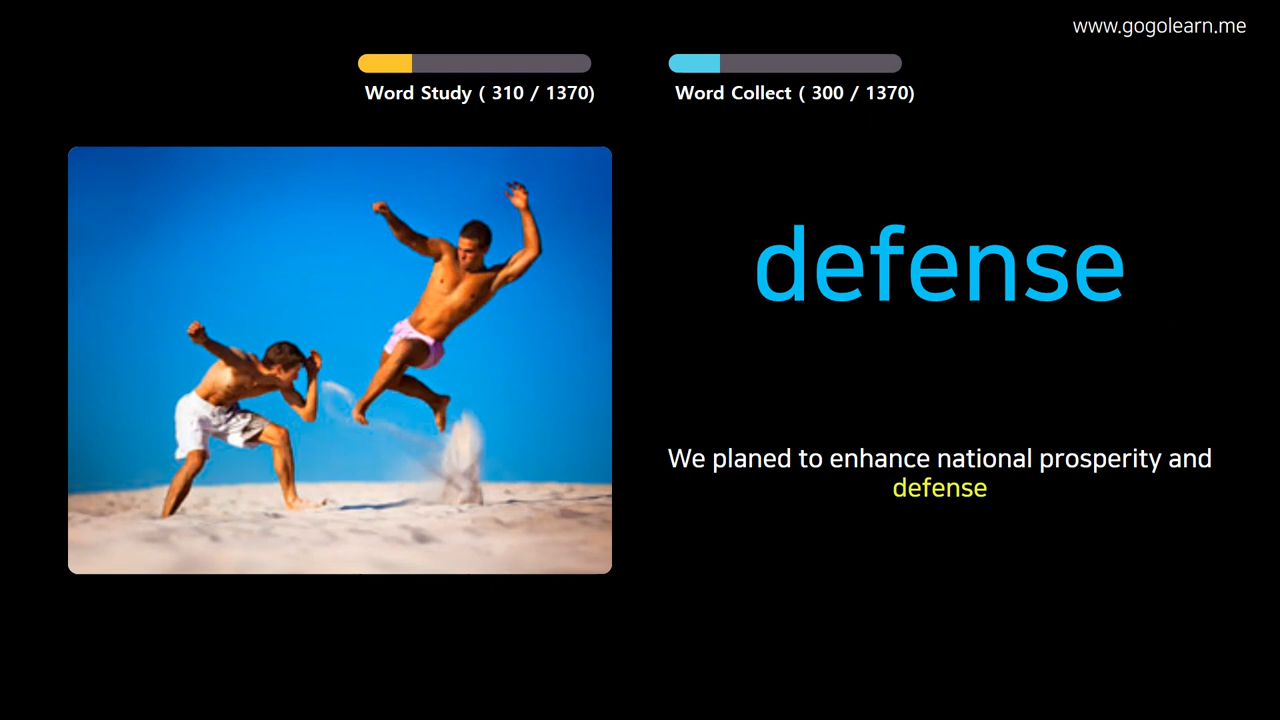 www.gogolearn.me
Word Study ( 310 / 1370)
Word Collect ( 300 / 1370)
defense
We planed to enhance national prosperity and
defense